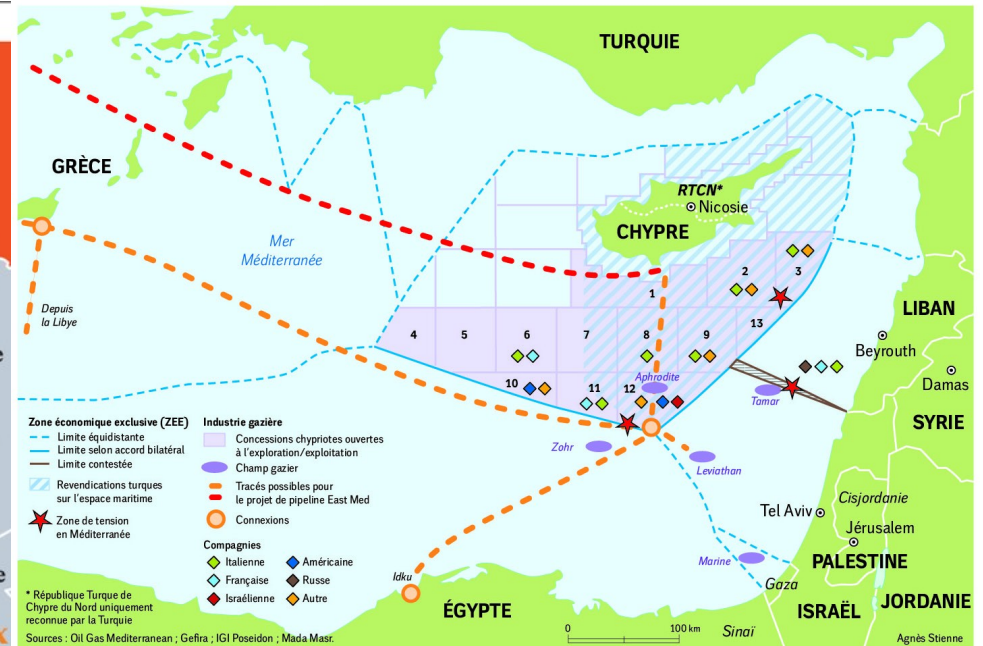 TURQUIE
GRÈCE
RTCN*
Nicosie
CHYPRE
Mer
Méditerranée
Depuis
la Libye
1
2
3
4
5
6
7
8
9
13
10
11
12
Aphrodite
LIBAN
Beyrouth
Damas
Tamar
SYRIE
Zohr
Leviathan
Cisjordanie
Tel Aviv
Jérusalem
Marine
PALESTINE
Gaza
Idku
ÉGYPTE
ISRAËL
JORDANIE
Sinaï
Zone économique exclusive (ZEE)
Limite équidistante
Limite selon accord bilatéral
Limite contestée
Revendications turques
sur l'espace maritime
Zone de tension
en Méditerranée
Industrie gazière
Concessions chypriotes ouvertes
à l'exploration/exploitation
Champ gazier
Tracés possibles pour
le projet de pipeline East Med
Connexions
Compagnies
Italienne
Américaine
Française
Russe
Israélienne
Autre
* République Turque de
Chypre du Nord uniquement
reconnue par la Turquie
Sources : Oil Gas Mediterranean ; Gefira ; IGI Poseidon ; Mada Masr.
0 100 km
Agnès Stienne